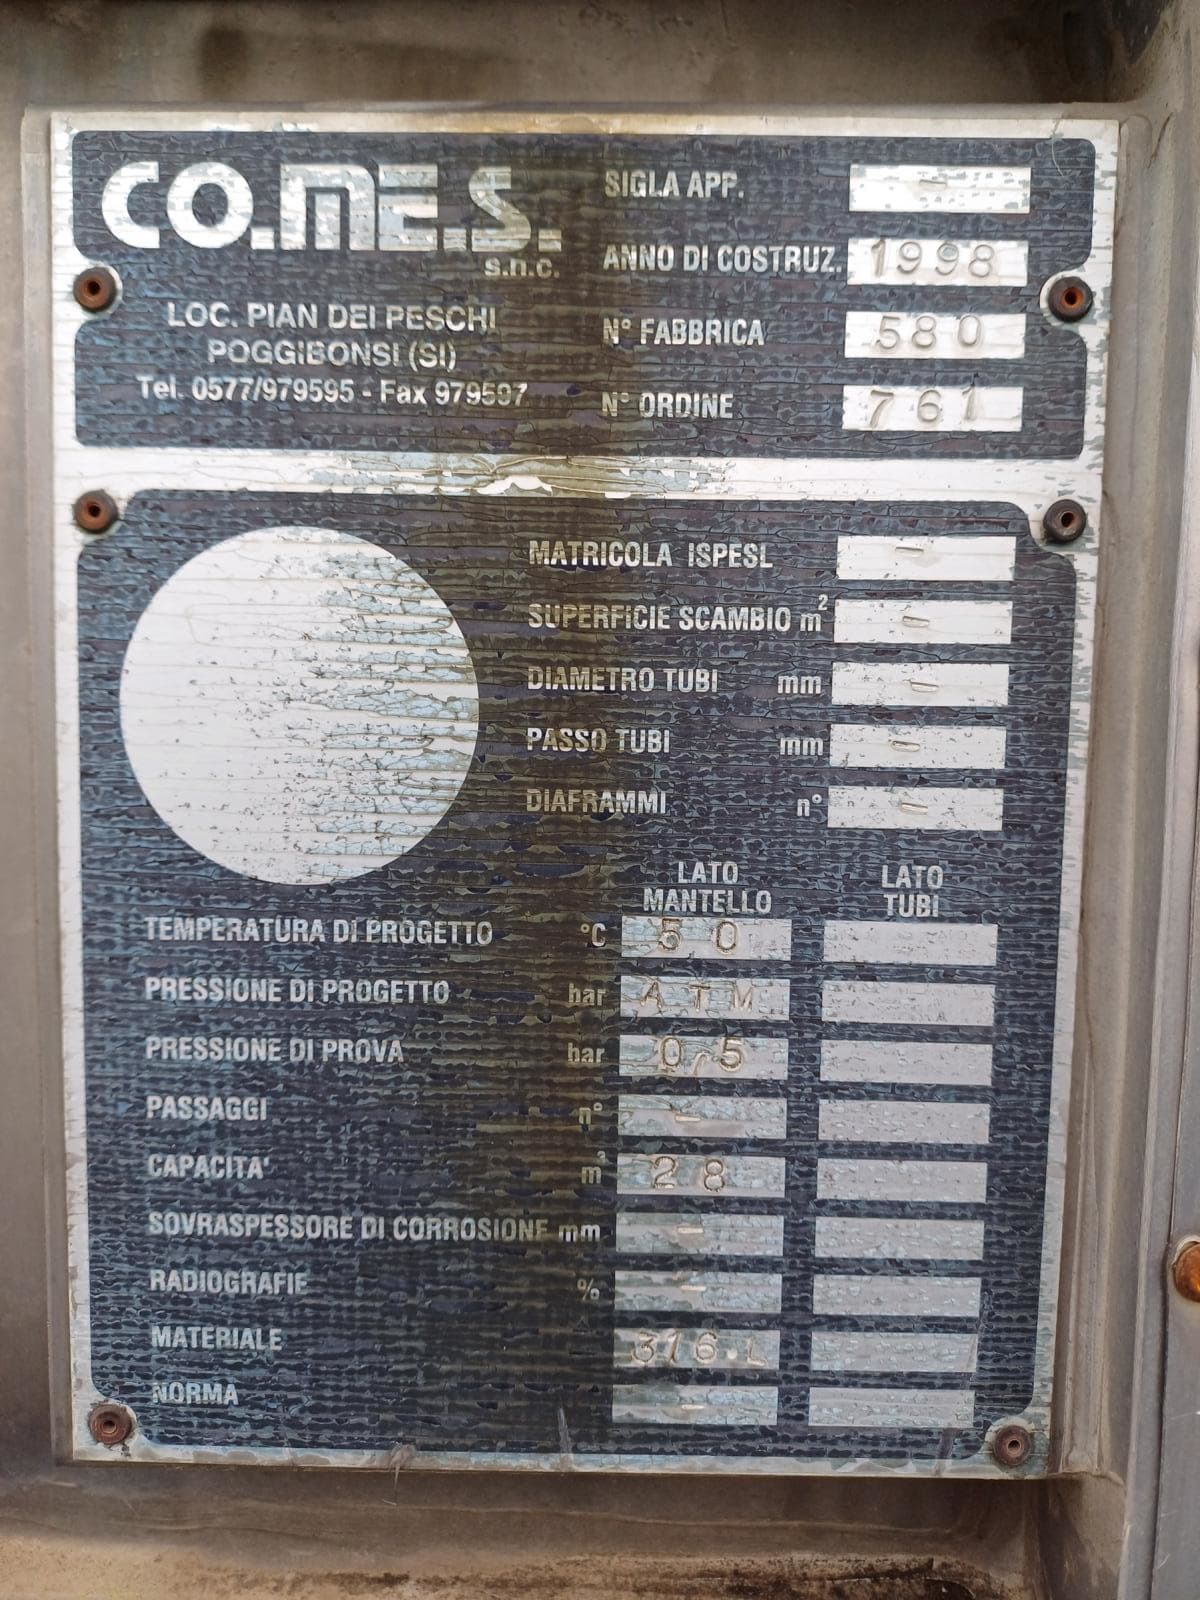 CO.ME.S.
s.n.c.
LOC. PIAN DEI PESCHI
POGGIBONSI (SI)
Tel. 0577/979595 - Fax 979597
SIGLA APP. -
ANNO DI COSTRUZ. 1998
N° FABBRICA 580
N° ORDINE 761
MATRICOLA ISPESL -
SUPERFICIE SCAMBIO m² -
DIAMETRO TUBI mm -
PASSO TUBI mm -
DIAFRAMMI n° -
LATO MANTELLO
LATO TUBI
TEMPERATURA DI PROGETTO °C 50
PRESSIONE DI PROGETTO bar ATM
PRESSIONE DI PROVA bar 0,5
PASSAGGI n° -
CAPACITA' m³ 28
SOVRASPESSORE DI CORROSIONE mm -
RADIOGRAFIE % -
MATERIALE 316.L
NORMA -